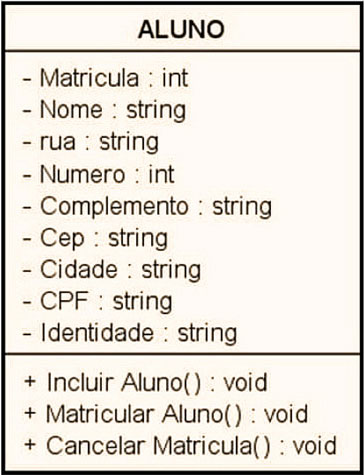 ALUNO
- Matricula : int
- Nome : string
- rua : string
- Numero : int
- Complemento : string
- Cep : string
- Cidade : string
- CPF : string
- Identidade : string
+ Incluir Aluno() : void
+ Matricular Aluno() : void
+ Cancelar Matricula() : void